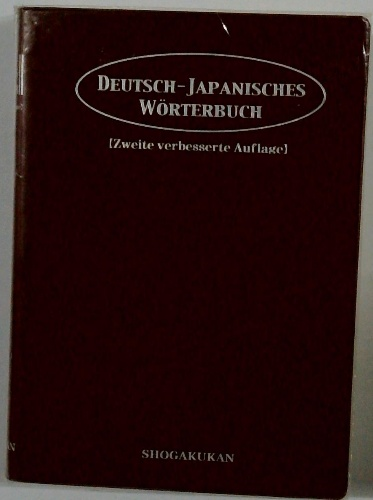 DEUTSCH-JAPANISCHES
WÖRTERBUCH
[Zweite verbesserte Auflage]
SHOGAKUKAN